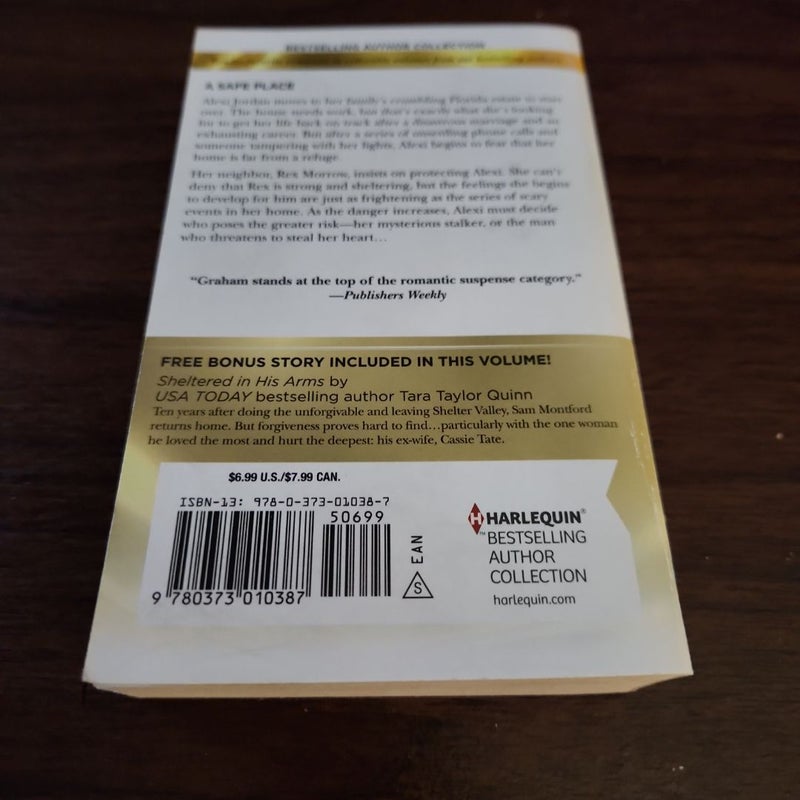 BESTSELLING AUTHOR COLLECTION
A SAFE PLACE
Alexi Jordan moves to her family's crumbling Florida estate to start
over. The house needs work, but that's exactly what she's looking
for to get her life back on track after a disastrous marriage and an
exhausting career. But after a series of unsettling phone calls and
someone tampering with her lights, Alexi begins to fear that her
home is far from a refuge.
Her neighbor, Rex Morrow, insists on protecting Alexi. She can't
deny that Rex is strong and sheltering, but the feelings she begins
to develop for him are just as frightening as the series of scary
events in her home. As the danger increases, Alexi must decide
who poses the greater risk—her mysterious stalker, or the man
who threatens to steal her heart…
"Graham stands at the top of the romantic suspense category."
—Publishers Weekly
FREE BONUS STORY INCLUDED IN THIS VOLUME!
Sheltered in His Arms by
USA TODAY bestselling author Tara Taylor Quinn
Ten years after doing the unforgivable and leaving Shelter Valley, Sam Montford
returns home. But forgiveness proves hard to find…particularly with the one woman
he loved the most and hurt the deepest: his ex-wife, Cassie Tate.
$6.99 U.S./$7.99 CAN.
ISBN-13: 978-0-373-01038-7
50699
9 780373 010387
EAN
S
H HARLEQUIN®
™ BESTSELLING
AUTHOR
COLLECTION
harlequin.com